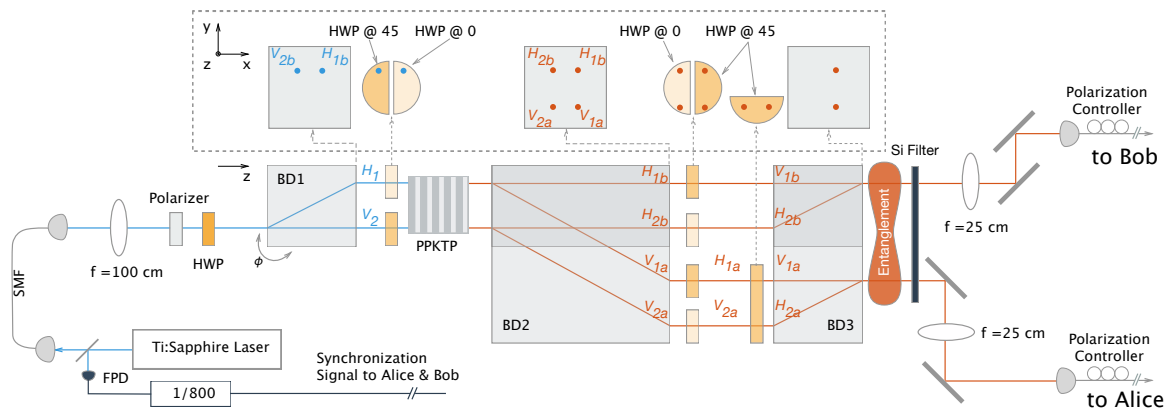 HWP @ 45
HWP @ 0
HWP @ 0
HWP @ 45
y
z
x
V2b
H1b
H2b
H1b
V2a
V1a
Polarization
Controller
to Bob
Si Filter
z
BD1
H1
V2
Polarizer
HWP
ϕ
f =100 cm
SMF
PPKTP
H1b
H2b
V1a
V2a
BD2
H1a
V2a
V1b
H2b
V1a
H2a
BD3
Entanglement
f = 25 cm
f = 25 cm
Polarization
Controller
to Alice
Ti:Sapphire Laser
FPD
1/800
Synchronization
Signal to Alice & Bob